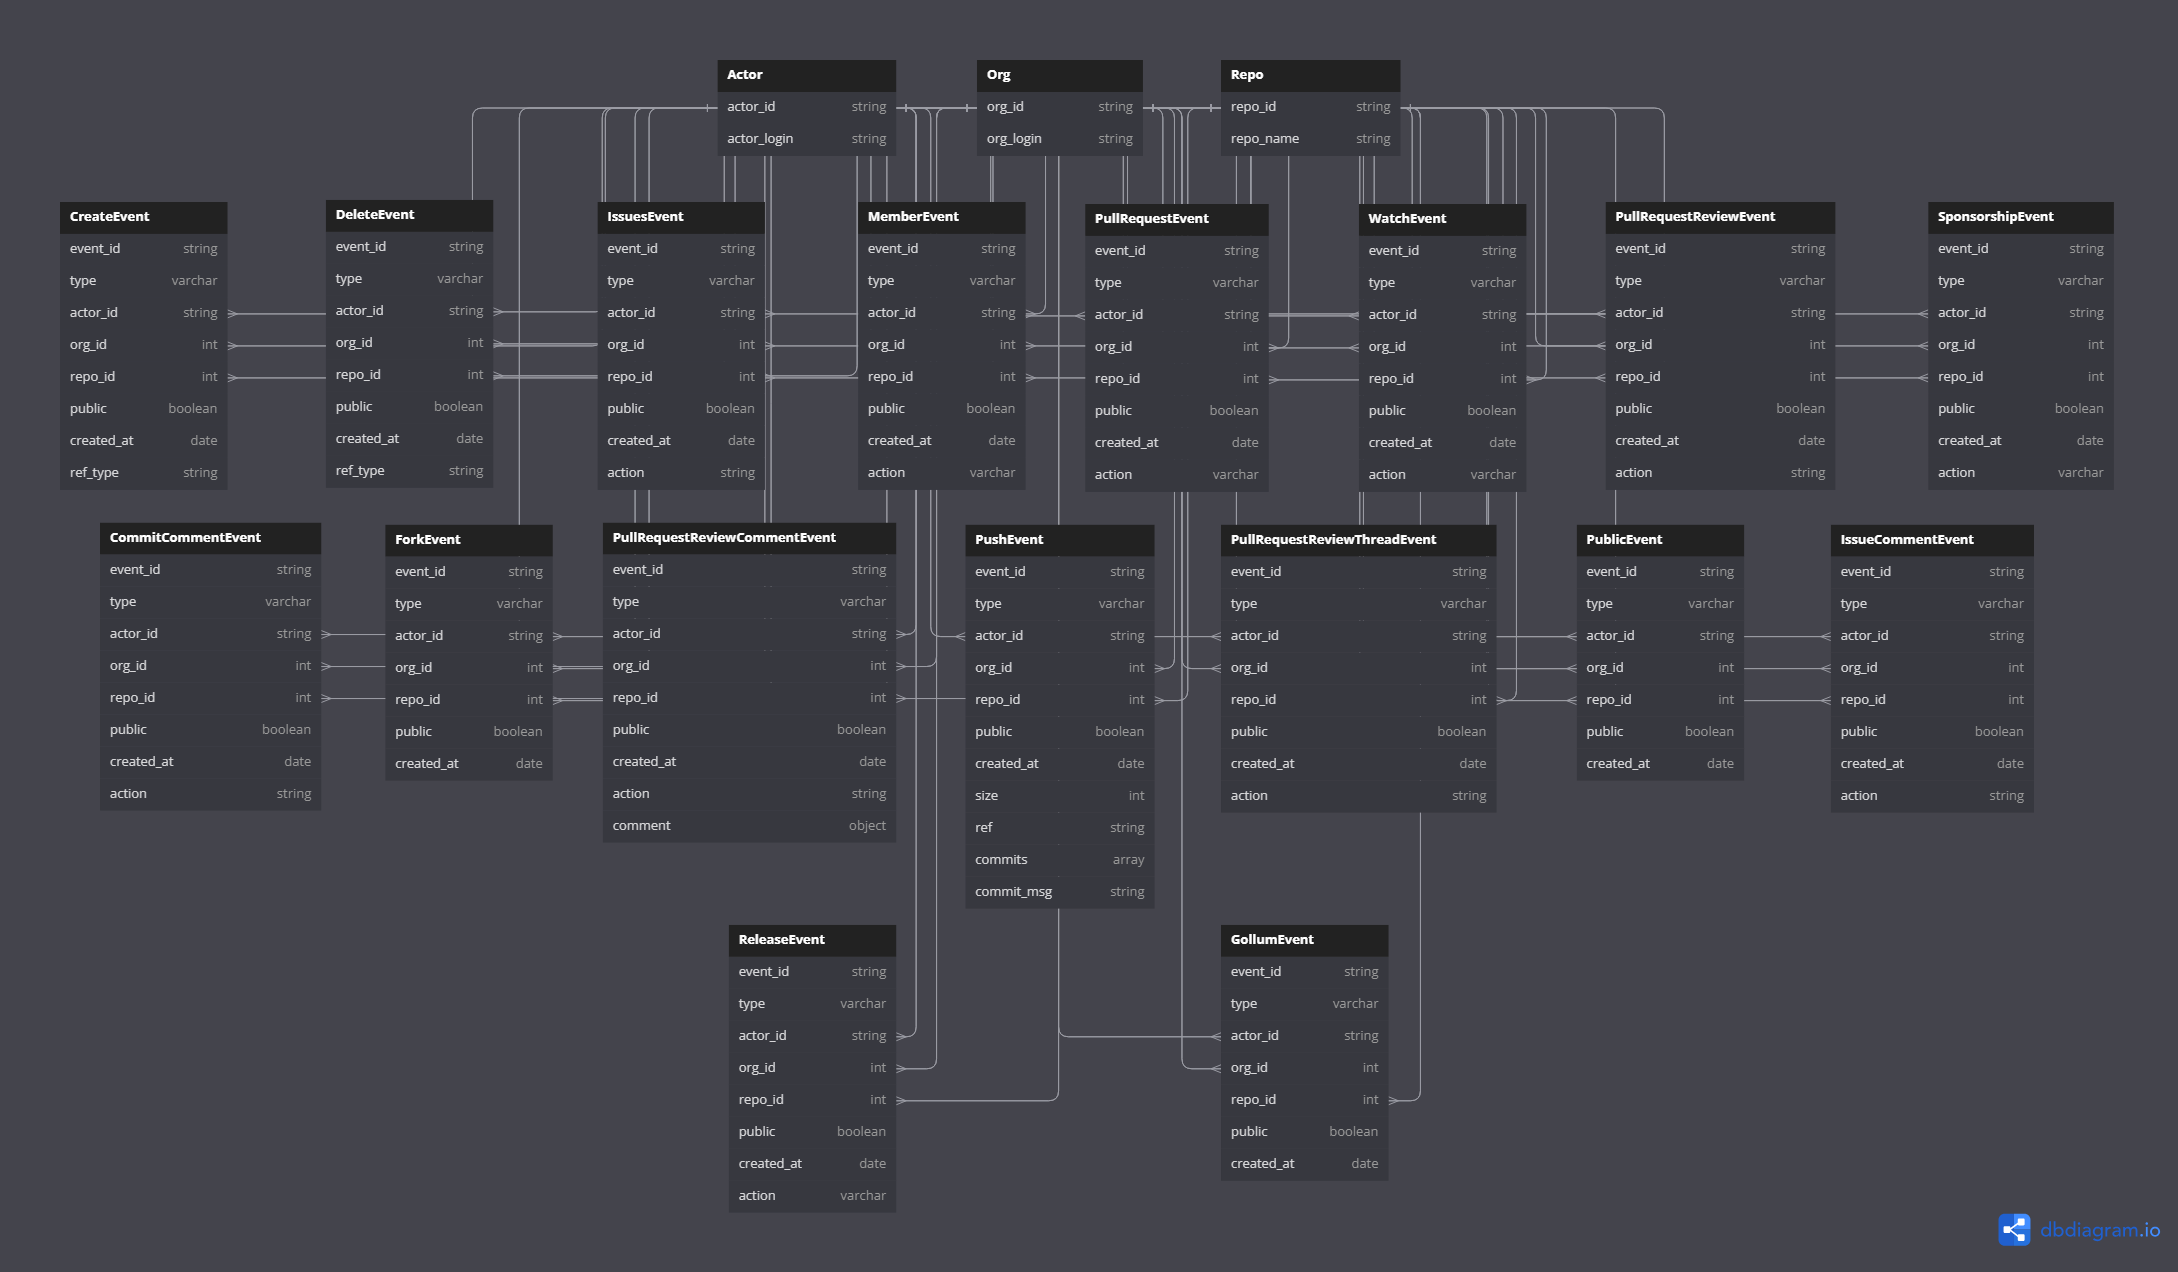 Actor
actor_id string
actor_login string
Org
org_id string
org_login string
Repo
repo_id string
repo_name string
CreateEvent
event_id string
type varchar
actor_id string
org_id int
repo_id int
public boolean
created_at date
ref_type string
DeleteEvent
event_id string
type varchar
actor_id string
org_id int
repo_id int
public boolean
created_at date
ref_type string
IssuesEvent
event_id string
type varchar
actor_id string
org_id int
repo_id int
public boolean
created_at date
action string
MemberEvent
event_id string
type varchar
actor_id string
org_id int
repo_id int
public boolean
created_at date
action varchar
PullRequestEvent
event_id string
type varchar
actor_id string
org_id int
repo_id int
public boolean
created_at date
action varchar
WatchEvent
event_id string
type varchar
actor_id string
org_id int
repo_id int
public boolean
created_at date
action varchar
PullRequestReviewEvent
event_id string
type varchar
actor_id string
org_id int
repo_id int
public boolean
created_at date
action string
SponsorshipEvent
event_id string
type varchar
actor_id string
org_id int
repo_id int
public boolean
created_at date
action varchar
CommitCommentEvent
event_id string
type varchar
actor_id string
org_id int
repo_id int
public boolean
created_at date
action string
ForkEvent
event_id string
type varchar
actor_id string
org_id int
repo_id int
public boolean
created_at date
PullRequestReviewCommentEvent
event_id string
type varchar
actor_id string
org_id int
repo_id int
public boolean
created_at date
action string
comment object
PushEvent
event_id string
type varchar
actor_id string
org_id int
repo_id int
public boolean
created_at date
size int
ref string
commits array
commit_msg string
PullRequestReviewThreadEvent
event_id string
type varchar
actor_id string
org_id int
repo_id int
public boolean
created_at date
action string
PublicEvent
event_id string
type varchar
actor_id string
org_id int
repo_id int
public boolean
created_at date
IssueCommentEvent
event_id string
type varchar
actor_id string
org_id int
repo_id int
public boolean
created_at date
action string
ReleaseEvent
event_id string
type varchar
actor_id string
org_id int
repo_id int
public boolean
created_at date
action varchar
GollumEvent
event_id string
type varchar
actor_id string
org_id int
repo_id int
public boolean
created_at date
dbdiagram.io